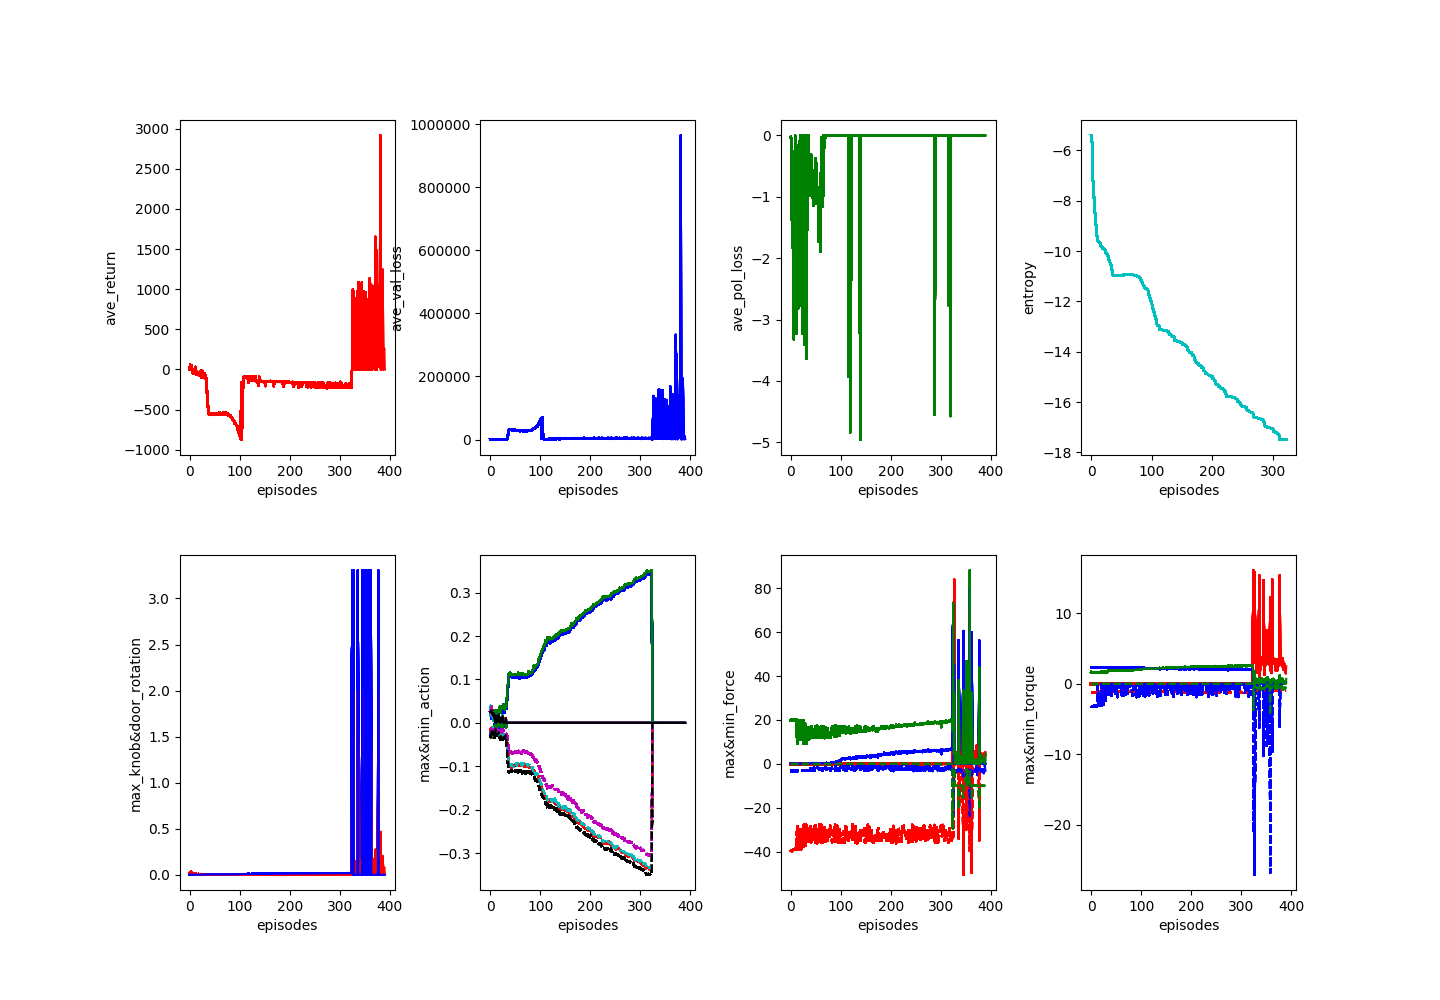 ave_return
3000
2500
2000
1500
1000
500
0
−500
−1000
0 100 200 300 400
episodes
ave_val_loss
1000000
800000
600000
400000
200000
0
0 100 200 300 400
episodes
ave_pol_loss
0
−1
−2
−3
−4
−5
0 100 200 300 400
episodes
entropy
−6
−8
−10
−12
−14
−16
−18
0 100 200 300
episodes
max_knob&door_rotation
3.0
2.5
2.0
1.5
1.0
0.5
0.0
0 100 200 300 400
episodes
max&min_action
0.3
0.2
0.1
0.0
−0.1
−0.2
−0.3
0 100 200 300 400
episodes
max&min_force
80
60
40
20
0
−20
−40
0 100 200 300 400
episodes
max&min_torque
10
0
−10
−20
0 100 200 300 400
episodes